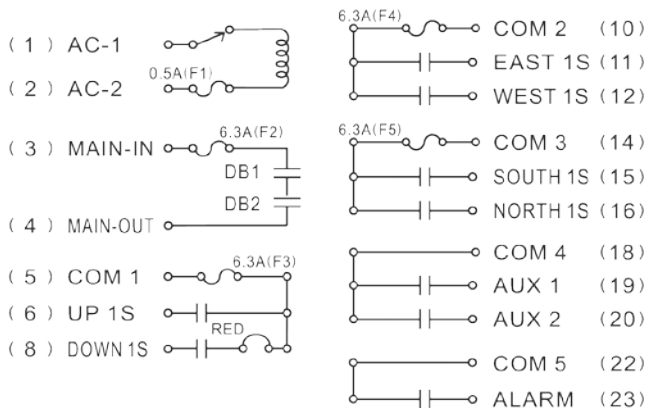 ( 1 ) AC-1
0.5A(F1)
( 2 ) AC-2
6.3A(F2)
( 3 ) MAIN-IN
DB1
DB2
( 4 ) MAIN-OUT
6.3A(F3)
( 5 ) COM 1
( 6 ) UP 1S
RED
( 8 ) DOWN 1S
6.3A(F4)
COM 2 (10)
EAST 1S (11)
WEST 1S (12)
6.3A(F5)
COM 3 (14)
SOUTH 1S (15)
NORTH 1S (16)
COM 4 (18)
AUX 1 (19)
AUX 2 (20)
COM 5 (22)
ALARM (23)